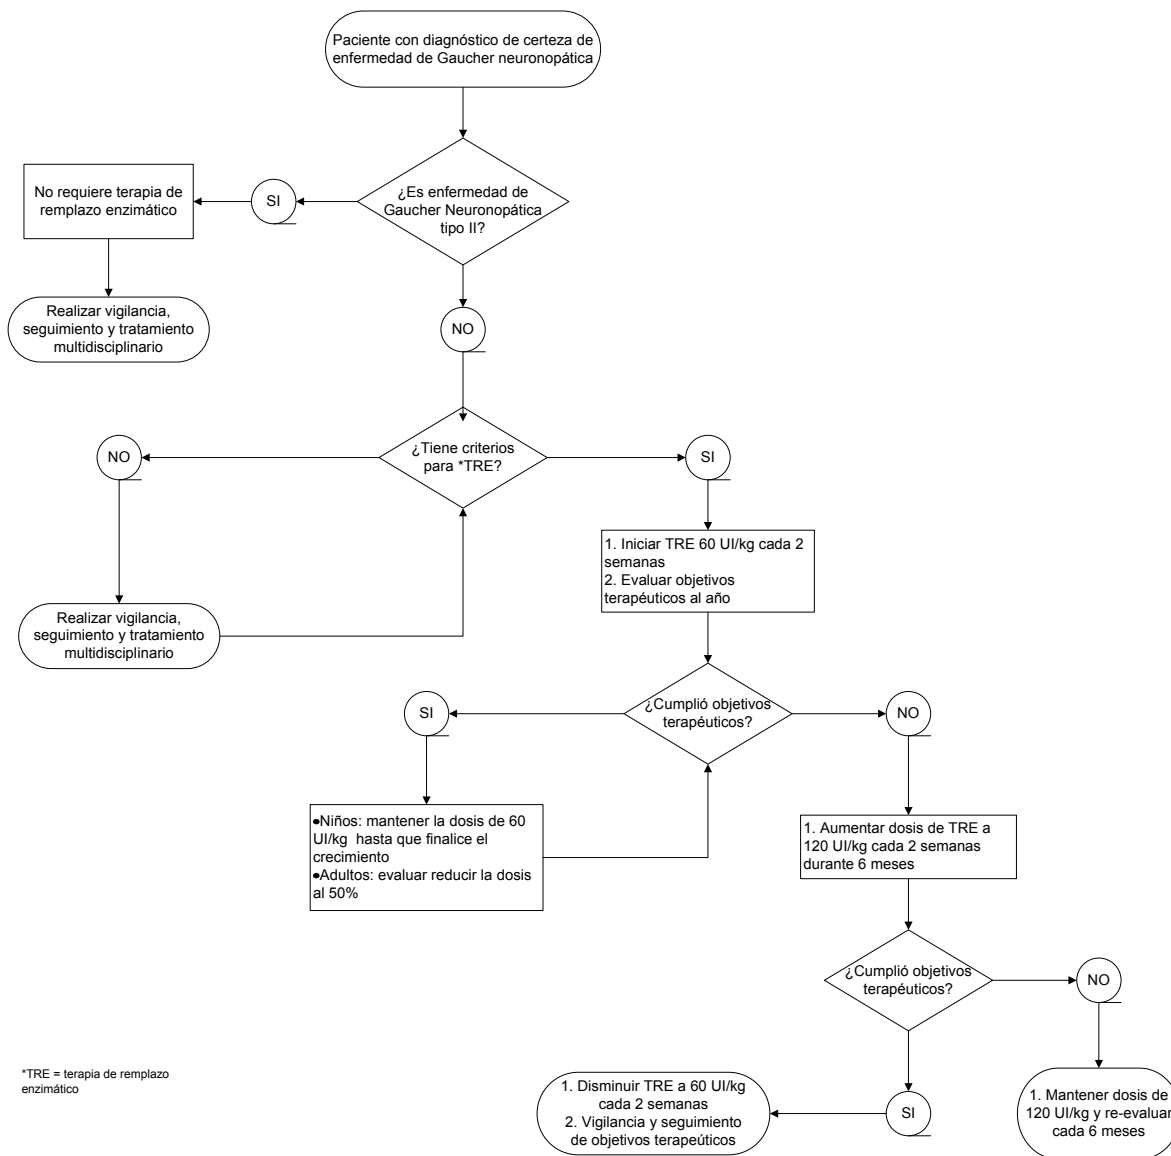 Paciente con diagnóstico de certeza de
enfermedad de Gaucher neuronopática
¿Es enfermedad de
Gaucher Neuronopática
tipo II?
SI
No requiere terapia de
remplazo enzimático
Realizar vigilancia,
seguimiento y tratamiento
multidisciplinario
NO
¿Tiene criterios
para *TRE?
NO
SI
Realizar vigilancia,
seguimiento y tratamiento
multidisciplinario
1. Iniciar TRE 60 UI/kg cada 2
semanas
2. Evaluar objetivos
terapéuticos al año
¿Cumplió objetivos
terapéuticos?
SI
NO
•Niños: mantener la dosis de 60
UI/kg hasta que finalice el
crecimiento
•Adultos: evaluar reducir la dosis
al 50%
1. Aumentar dosis de TRE a
120 UI/kg cada 2 semanas
durante 6 meses
¿Cumplió objetivos
terapéuticos?
NO
SI
1. Mantener dosis de
120 UI/kg y re-evaluar
cada 6 meses
1. Disminuir TRE a 60 UI/kg
cada 2 semanas
2. Vigilancia y seguimiento
de objetivos terapeúticos
*TRE = terapia de remplazo
enzimático